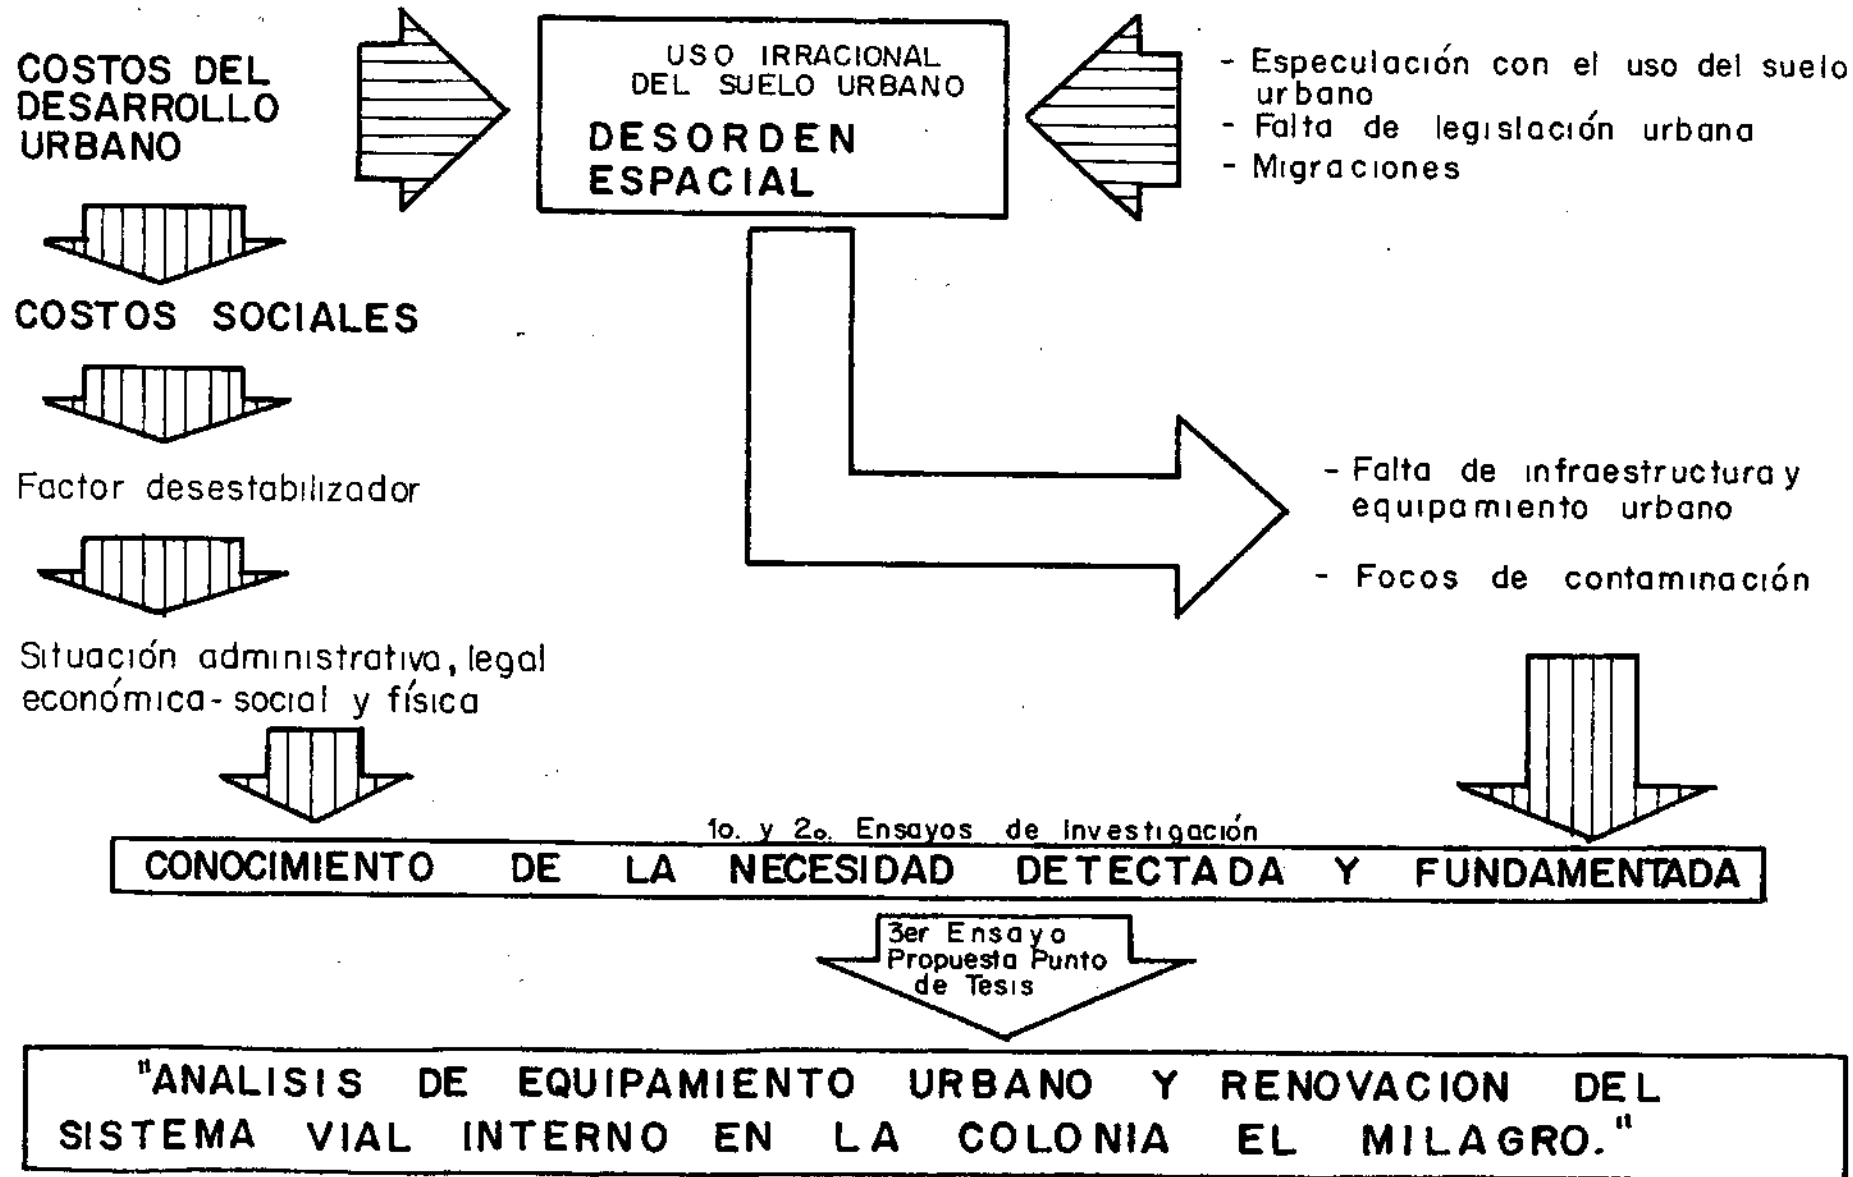 COSTOS DEL
DESARROLLO
URBANO
USO IRRACIONAL
DEL SUELO URBANO
DESORDEN
ESPACIAL
- Especulación con el uso del suelo
urbano
- Falta de legislación urbana
- Migraciones
COSTOS SOCIALES
Factor desestabilizador
Situación administrativa, legal
económica-social y física
- Falta de infraestructura y
equipamiento urbano
- Focos de contaminación
1o. y 2o. Ensayos de Investigación
CONOCIMIENTO DE LA NECESIDAD DETECTADA Y FUNDAMENTADA
3er Ensayo
Propuesta Punto
de Tesis
"ANALISIS DE EQUIPAMIENTO URBANO Y RENOVACION DEL
SISTEMA VIAL INTERNO EN LA COLONIA EL MILAGRO."